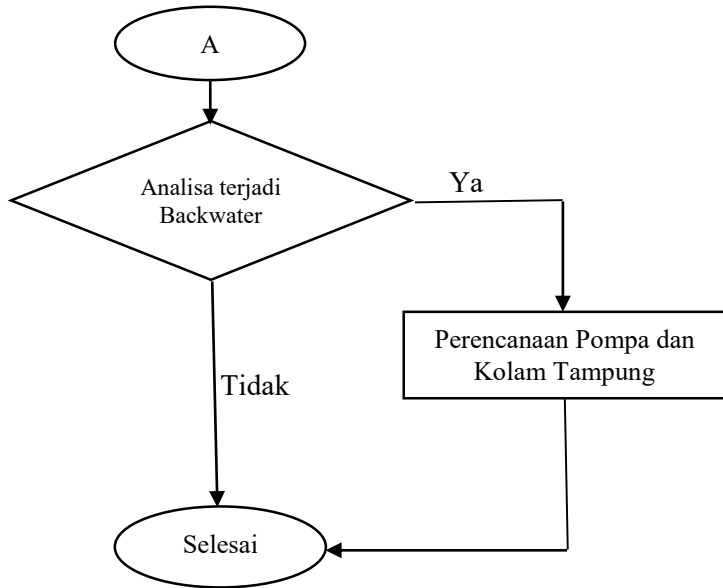 A
Analisa terjadi
Backwater
Ya
Perencanaan Pompa dan
Kolam Tampung
Tidak
Selesai